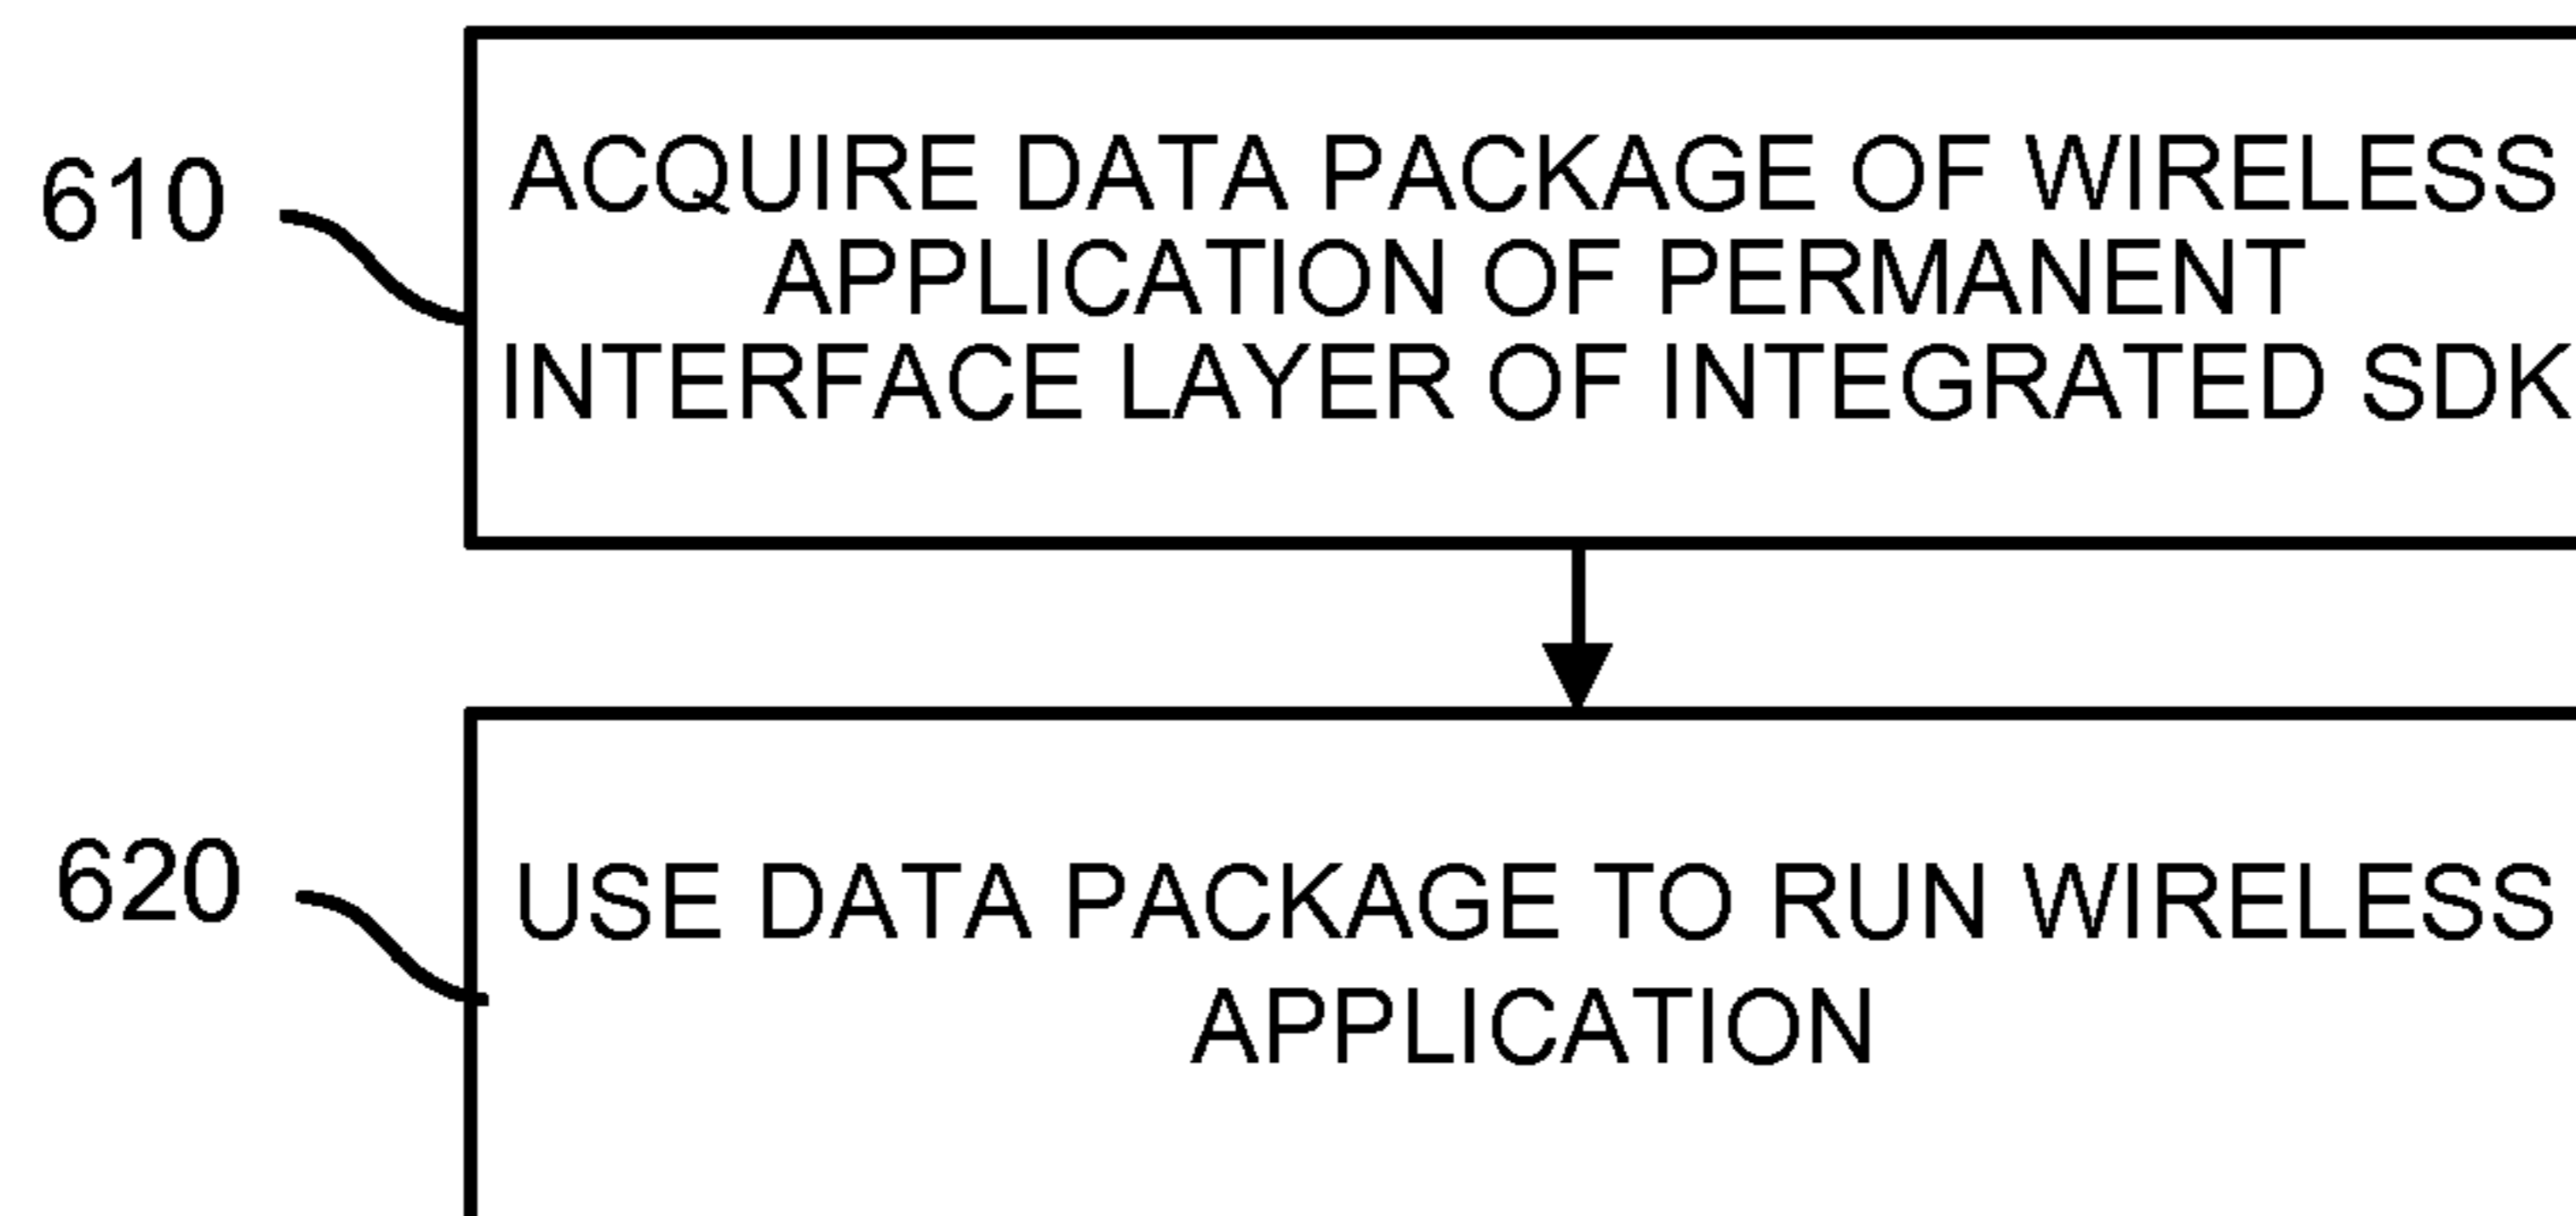 610
ACQUIRE DATA PACKAGE OF WIRELESS
APPLICATION OF PERMANENT
INTERFACE LAYER OF INTEGRATED SDK
620
USE DATA PACKAGE TO RUN WIRELESS
APPLICATION